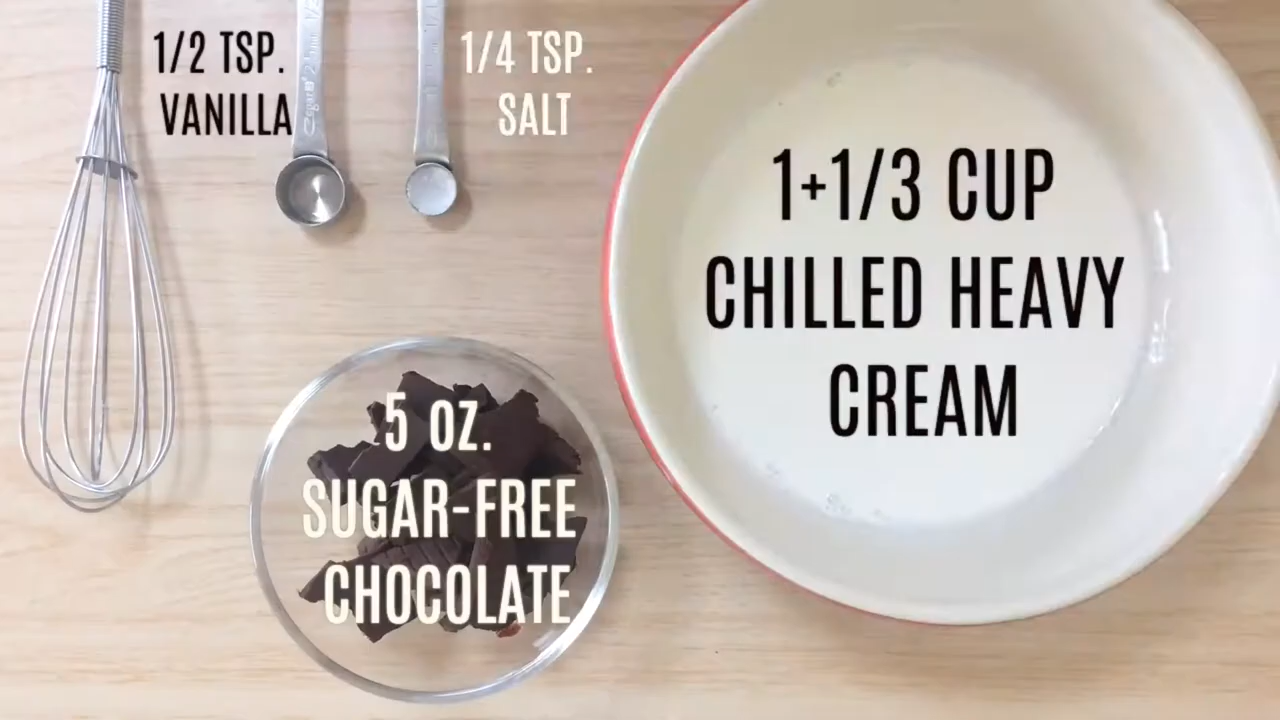 1/2 TSP.
VANILLA
1/4 TSP.
SALT
1+1/3 CUP
CHILLED HEAVY
CREAM
5 OZ.
SUGAR-FREE
CHOCOLATE